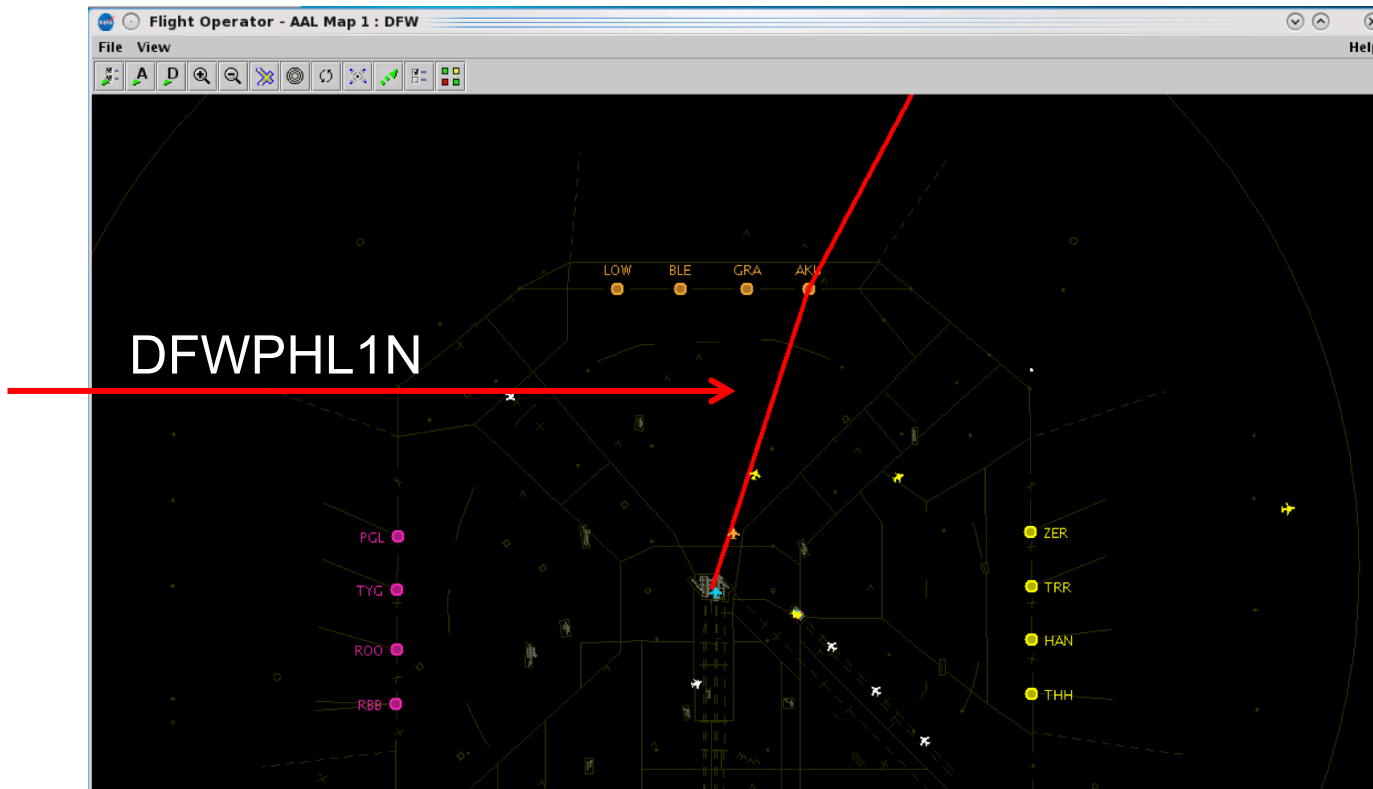 Flight Operator - AAL Map 1 : DFW
File View Help
A D
LOW BLE GRA AKU
DFWPHL1N
PGL ZER
TYG TRR
ROO HAN
RBB THH